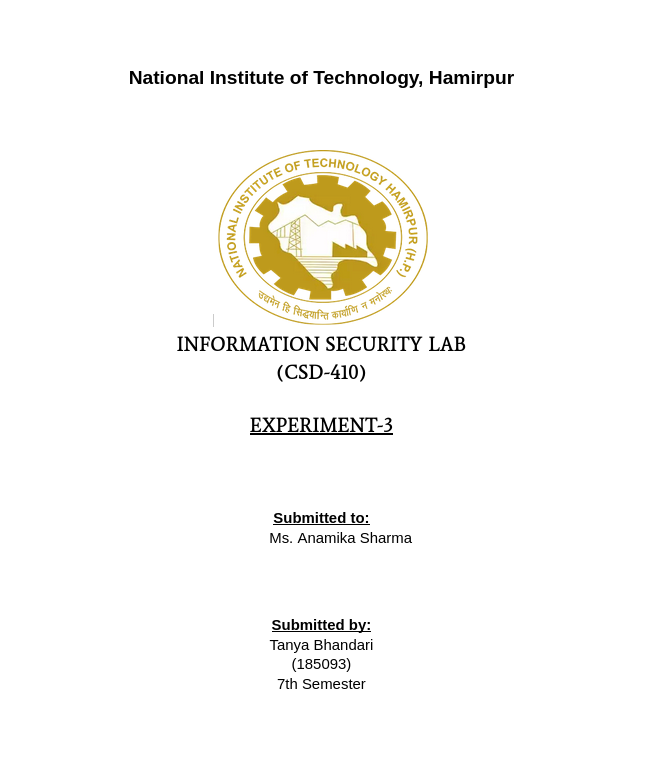 National Institute of Technology, Hamirpur
NATIONAL INSTITUTE OF TECHNOLOGY HAMIRPUR (H.P.)
उद्यमेन हि सिद्धयान्ति कार्याणि न मनोरथः
INFORMATION SECURITY LAB
(CSD-410)
EXPERIMENT-3
Submitted to:
Ms. Anamika Sharma
Submitted by:
Tanya Bhandari
(185093)
7th Semester